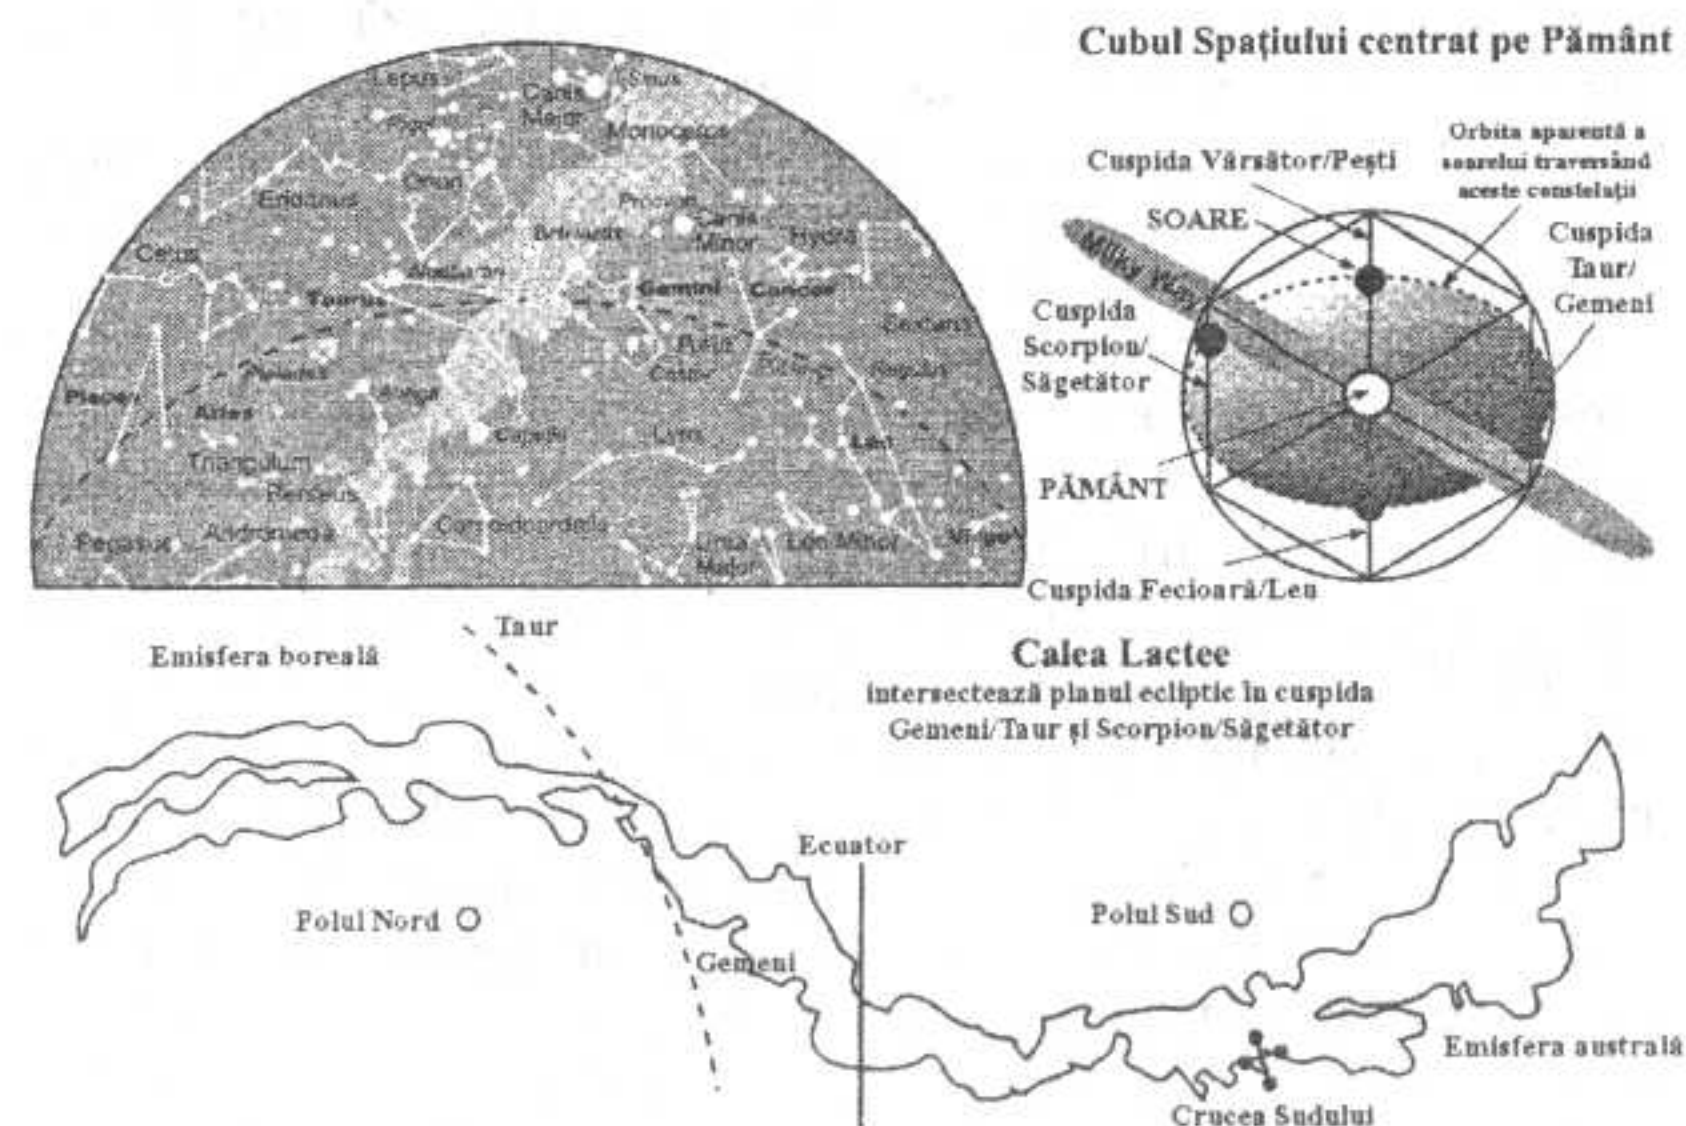 Cubul Spațiului centrat pe Pământ
Lepus
Canis
Major
Sirius
Monoceros
Orion
Eridanus
Procyon
Canis
Minor
Hydra
Cetus
Aldebaran
Taurus
Gemini
Cancer
Pleiades
Castor
Regulus
Pisces
Aries
Capella
Lynx
Leo
Triangulum
Perseus
Andromeda
Pegasus
Ursa
Major
Leo Minor
Orbita aparentă a
soarelui traversând
aceste constelații
Cuspida Vărsător/Pești
SOARE
Cuspida
Taur/
Gemeni
Milky Way
Cuspida
Scorpion/
Săgetător
PĂMÂNT
Cuspida Fecioară/Leu
Taur
Emisfera boreală
Calea Lactee
intersectează planul ecliptic în cuspida
Gemeni/Taur și Scorpion/Săgetător
Ecuator
Polul Nord
Polul Sud
Gemeni
Emisfera australă
Crucea Sudului